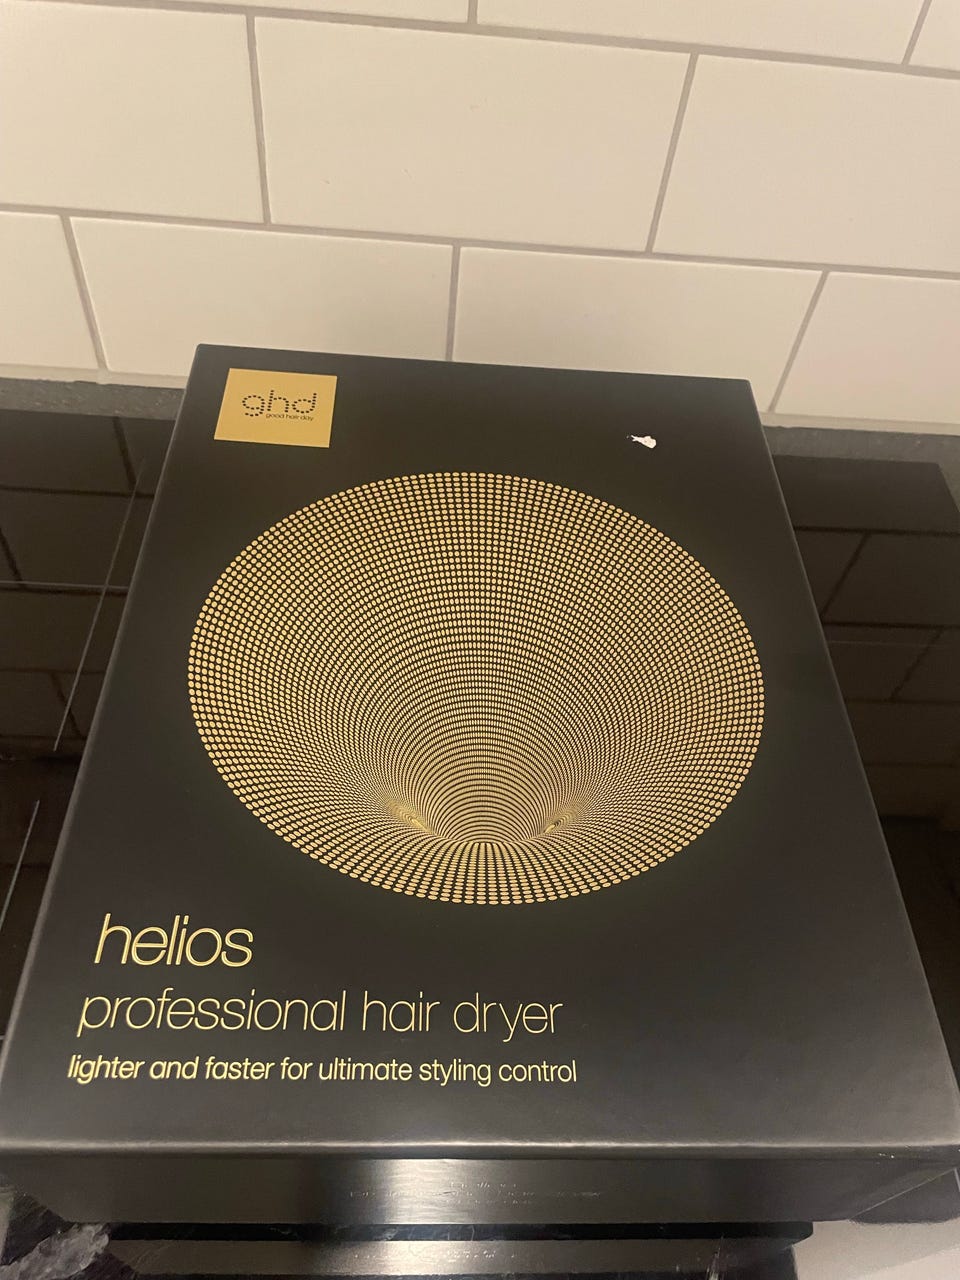 ghd
good hair day
helios
professional hair dryer
lighter and faster for ultimate styling control